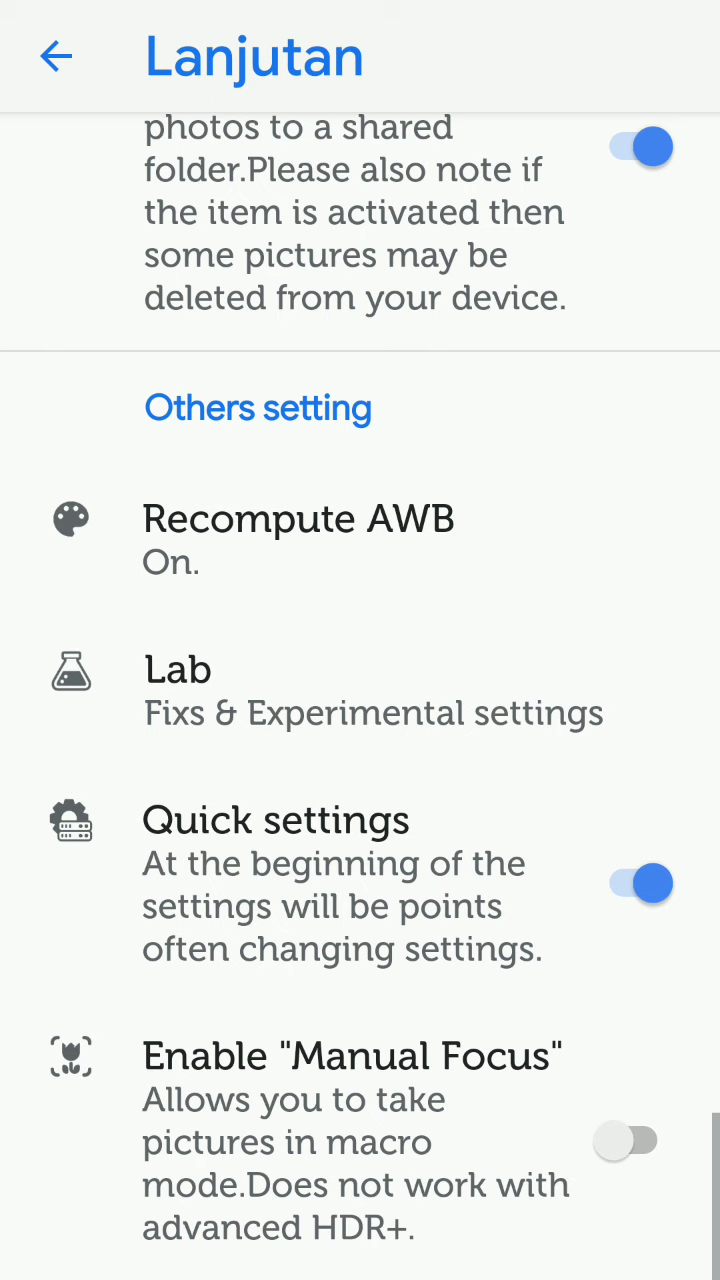 Lanjutan
photos to a shared
folder.Please also note if
the item is activated then
some pictures may be
deleted from your device.
Others setting
Recompute AWB
On.
Lab
Fixs & Experimental settings
Quick settings
At the beginning of the
settings will be points
often changing settings.
Enable "Manual Focus"
Allows you to take
pictures in macro
mode.Does not work with
advanced HDR+.